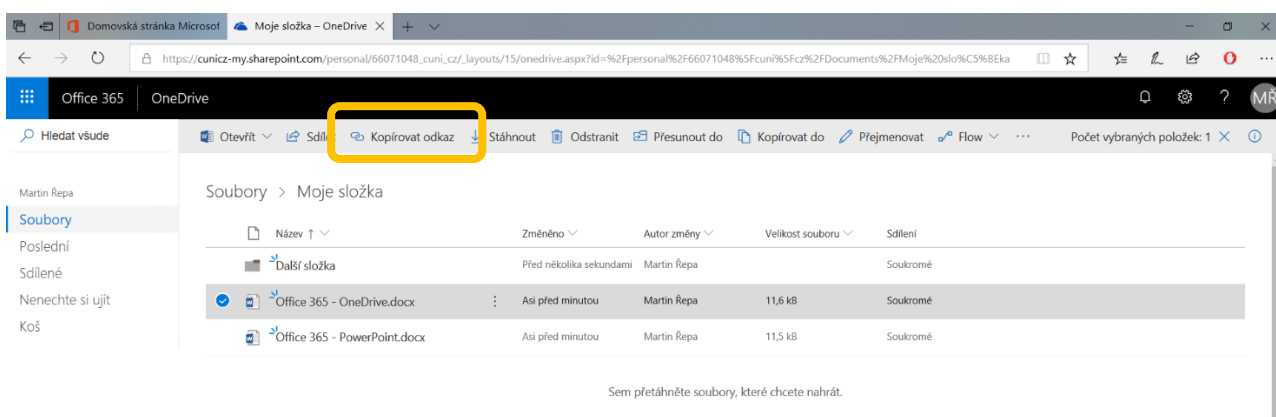 Domovská stránka Microsof Moje složka – OneDrive
https://cunicz-my.sharepoint.com/personal/66071048_cuni_cz/_layouts/15/onedrive.aspx?id=%2Fpersonal%2F66071048%5Fcuni%5Fcz%2FDocuments%2FMoje%20slo%C5%BEka
Office 365 OneDrive ? MŘ
Hledat všude Otevřít Sdíle Kopírovat odkaz Stáhnout Odstranit Přesunout do Kopírovat do Přejmenovat Flow ... Počet vybraných položek: 1
Martin Řepa Soubory > Moje složka
Soubory
Název ↑ Změněno Autor změny Velikost souboru Sdílení
Poslední
Další složka Před několika sekundami Martin Řepa Soukromé
Sdílené
Nenechte si ujít Office 365 - OneDrive.docx Asi před minutou Martin Řepa 11,6 kB Soukromé
Koš
Office 365 - PowerPoint.docx Asi před minutou Martin Řepa 11,5 kB Soukromé
Sem přetáhněte soubory, které chcete nahrát.